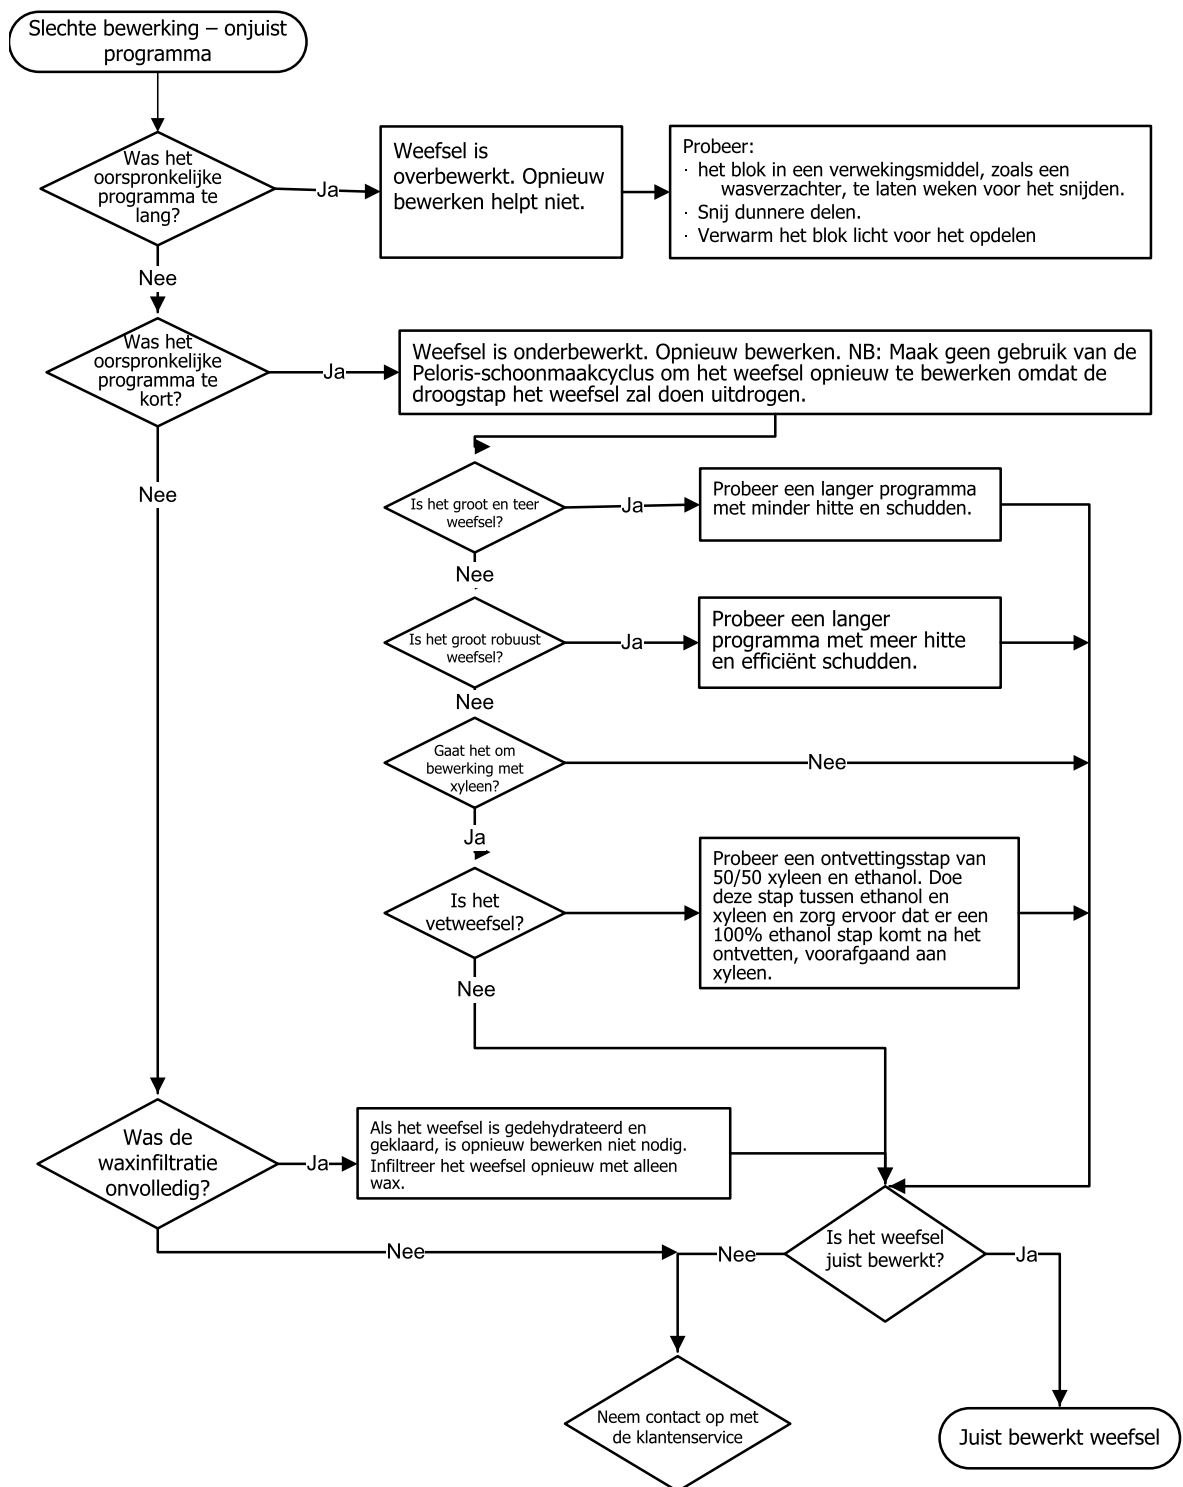 Slechte bewerking – onjuist
programma
Was het
oorspronkelijke
programma te
lang?
Ja
Weefsel is
overbewerkt. Opnieuw
bewerken helpt niet.
Probeer:
· het blok in een verwekingsmiddel, zoals een
wasverzachter, te laten weken voor het snijden.
· Snij dunnere delen.
· Verwarm het blok licht voor het opdelen
Nee
Was het
oorspronkelijke
programma te
kort?
Ja
Weefsel is onderbewerkt. Opnieuw bewerken. NB: Maak geen gebruik van de
Peloris-schoonmaakcyclus om het weefsel opnieuw te bewerken omdat de
droogstap het weefsel zal doen uitdrogen.
Nee
Is het groot en teer
weefsel?
Ja
Probeer een langer programma
met minder hitte en schudden.
Nee
Is het groot robuust
weefsel?
Ja
Probeer een langer
programma met meer hitte
en efficiënt schudden.
Nee
Gaat het om
bewerking met
xyleen?
Nee
Ja
Is het
vetweefsel?
Probeer een ontvettingsstap van
50/50 xyleen en ethanol. Doe
deze stap tussen ethanol en
xyleen en zorg ervoor dat er een
100% ethanol stap komt na het
ontvetten, voorafgaand aan
xyleen.
Nee
Was de
waxinfiltratie
onvolledig?
Ja
Als het weefsel is gedehydrateerd en
geklaard, is opnieuw bewerken niet nodig.
Infiltreer het weefsel opnieuw met alleen
wax.
Nee
Is het weefsel
juist bewerkt?
Nee
Ja
Neem contact op met
de klantenservice
Juist bewerkt weefsel